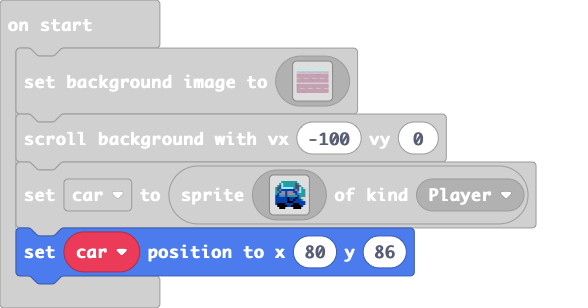 on start
set background image to
scroll background with vx -100 vy 0
set car to sprite of kind Player
set car position to x 80 y 86